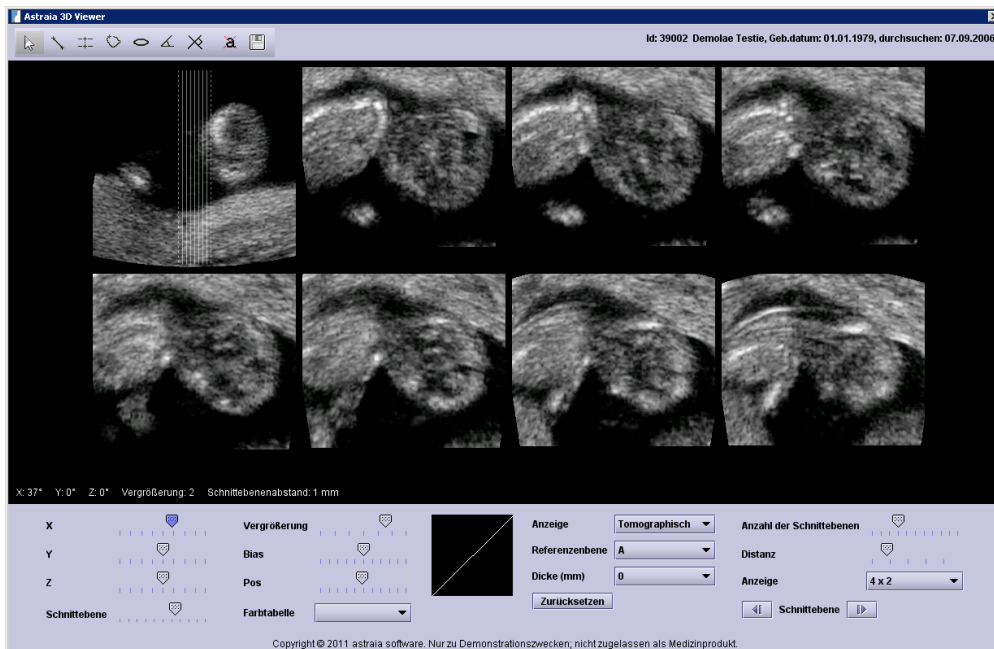 Astraia 3D Viewer
a
Id: 39002 Demolae Testie, Geb.datum: 01.01.1979, durchsuchen: 07.09.2006
X: 37° Y: 0° Z: 0° Vergrößerung: 2 Schnittebenenabstand: 1 mm
X
Y
Z
Schnittebene
Vergrößerung
Bias
Pos
Farbtabelle
Anzeige Tomographisch
Referenzenbene A
Dicke (mm) 0
Zurücksetzen
Anzahl der Schnittebenen
Distanz
Anzeige 4 x 2
Schnittebene
Copyright © 2011 astraia software. Nur zu Demonstrationszwecken; nicht zugelassen als Medizinprodukt.